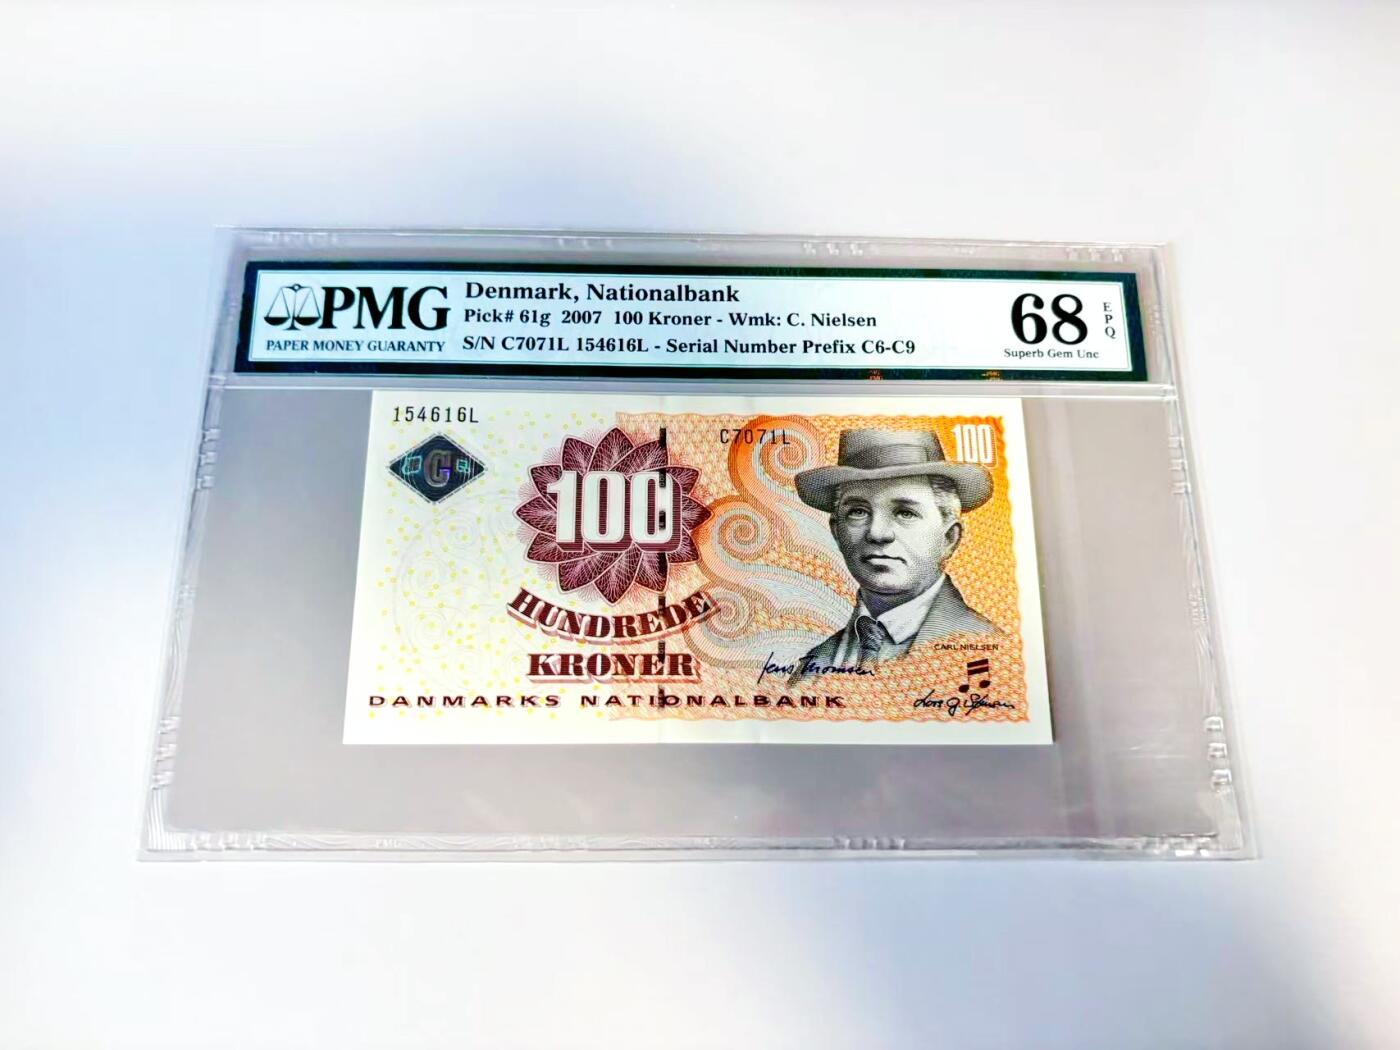 PMG
PAPER MONEY GUARANTY
Denmark, Nationalbank
Pick# 61g 2007 100 Kroner - Wmk: C. Nielsen
S/N C7071L 154616L - Serial Number Prefix C6-C9
68
EPQ
Superb Gem Unc
154616L
C7071L
100
100
HUNDREDE
KRONER
CARL NIELSEN
DANMARKS NATIONALBANK
PMG